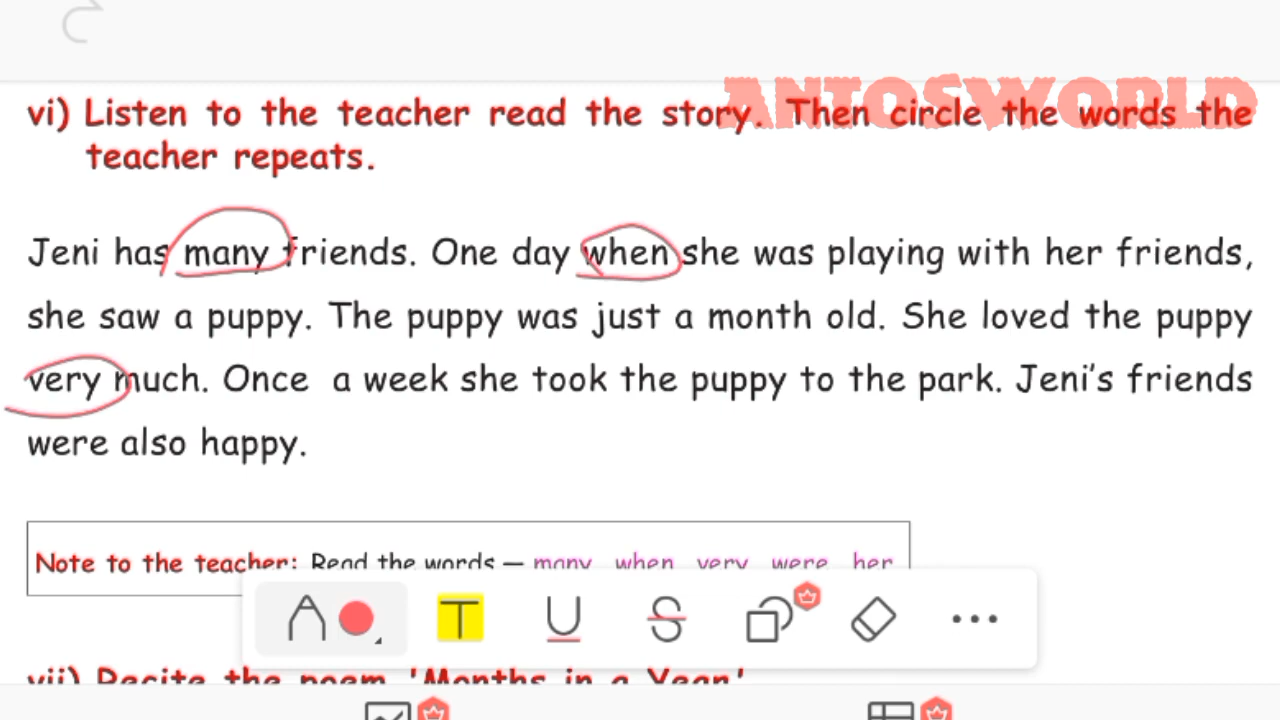 ANTOSWORLD
vi) Listen to the teacher read the story. Then circle the words the
teacher repeats.
Jeni has many friends. One day when she was playing with her friends,
she saw a puppy. The puppy was just a month old. She loved the puppy
very much. Once a week she took the puppy to the park. Jeni's friends
were also happy.
Note to the teacher: Read the words – many when very were her
vii) Recite the poem 'Months in a Year'